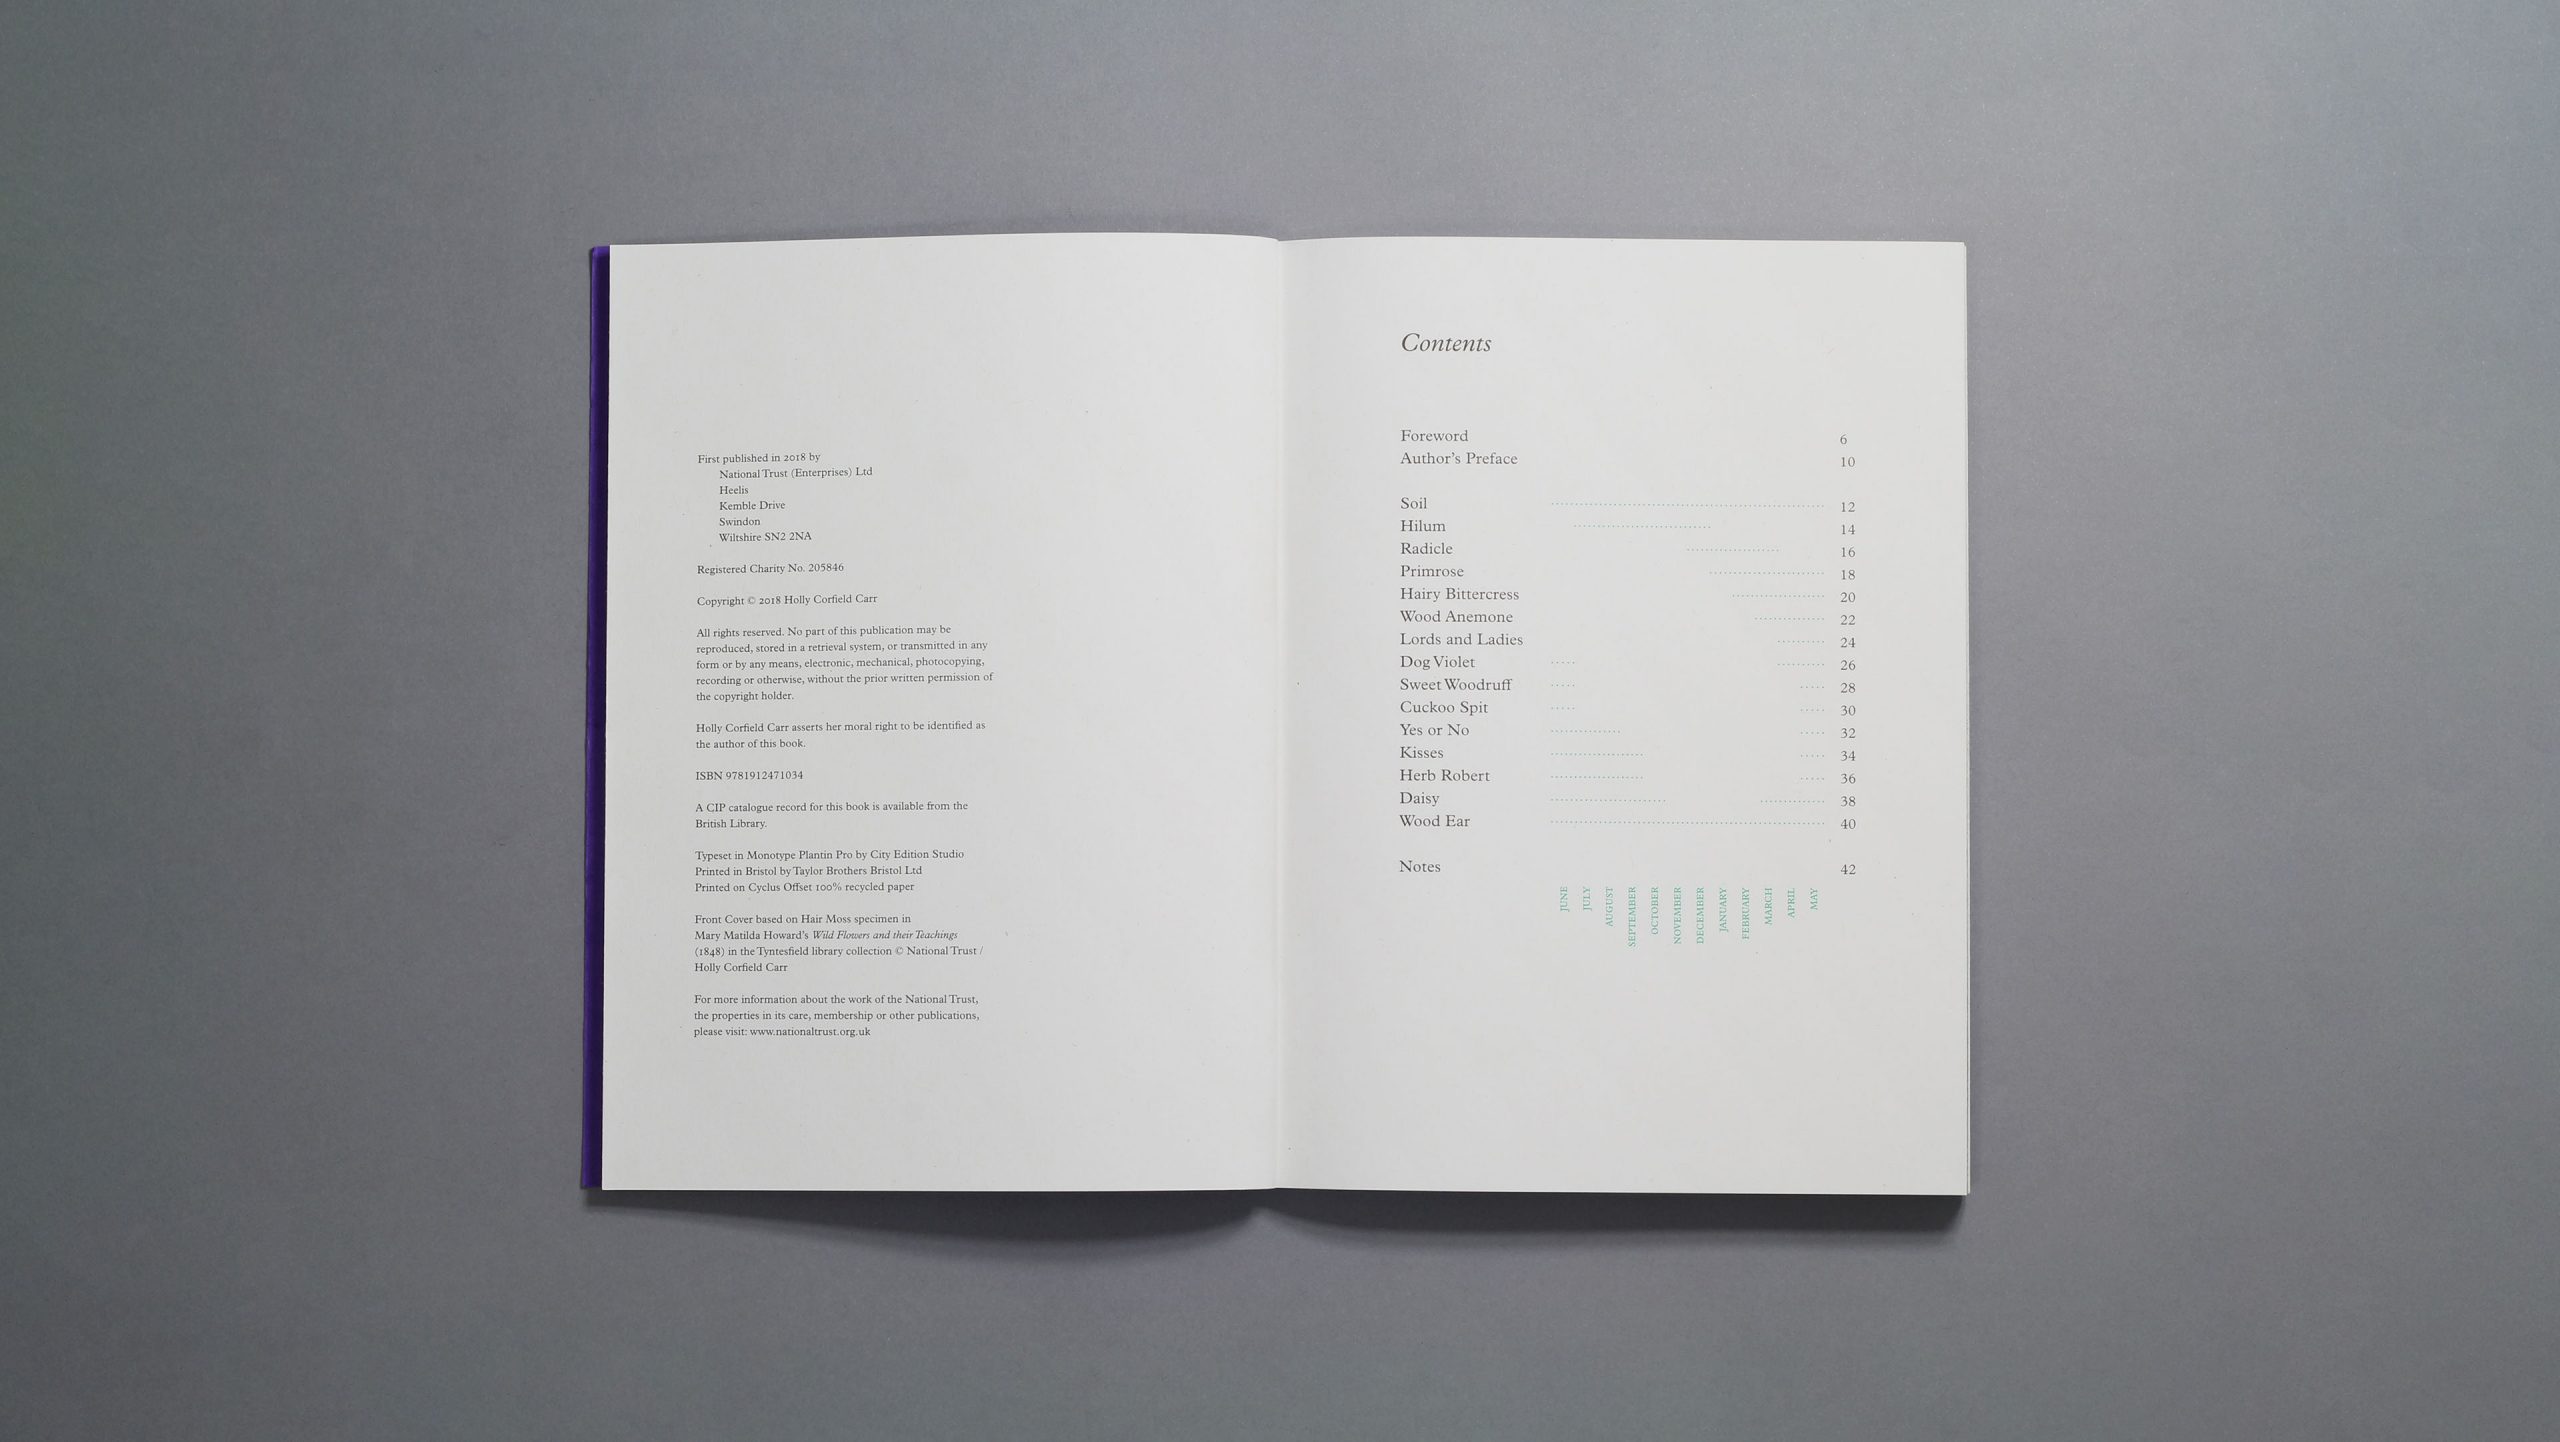 First published in 2018 by
National Trust (Enterprises) Ltd
Heelis
Kemble Drive
Swindon
Wiltshire SN2 2NA
Registered Charity No. 205846
Copyright © 2018 Holly Corfield Carr
All rights reserved. No part of this publication may be
reproduced, stored in a retrieval system, or transmitted in any
form or by any means, electronic, mechanical, photocopying,
recording or otherwise, without the prior written permission of
the copyright holder.
Holly Corfield Carr asserts her moral right to be identified as
the author of this book.
ISBN 9781912471034
A CIP catalogue record for this book is available from the
British Library.
Typeset in Monotype Plantin Pro by City Edition Studio
Printed in Bristol by Taylor Brothers Bristol Ltd
Printed on Cyclus Offset 100% recycled paper
Front Cover based on Hair Moss specimen in
Mary Matilda Howard's Wild Flowers and their Teachings
(1848) in the Tyntesfield library collection © National Trust /
Holly Corfield Carr
For more information about the work of the National Trust,
the properties in its care, membership or other publications,
please visit: www.nationaltrust.org.uk
Contents
Foreword 6
Author's Preface 10
Soil 12
Hilum 14
Radicle 16
Primrose 18
Hairy Bittercress 20
Wood Anemone 22
Lords and Ladies 24
Dog Violet 26
Sweet Woodruff 28
Cuckoo Spit 30
Yes or No 32
Kisses 34
Herb Robert 36
Daisy 38
Wood Ear 40
Notes 42
JUNE
JULY
AUGUST
SEPTEMBER
OCTOBER
NOVEMBER
DECEMBER
JANUARY
FEBRUARY
MARCH
APRIL
MAY